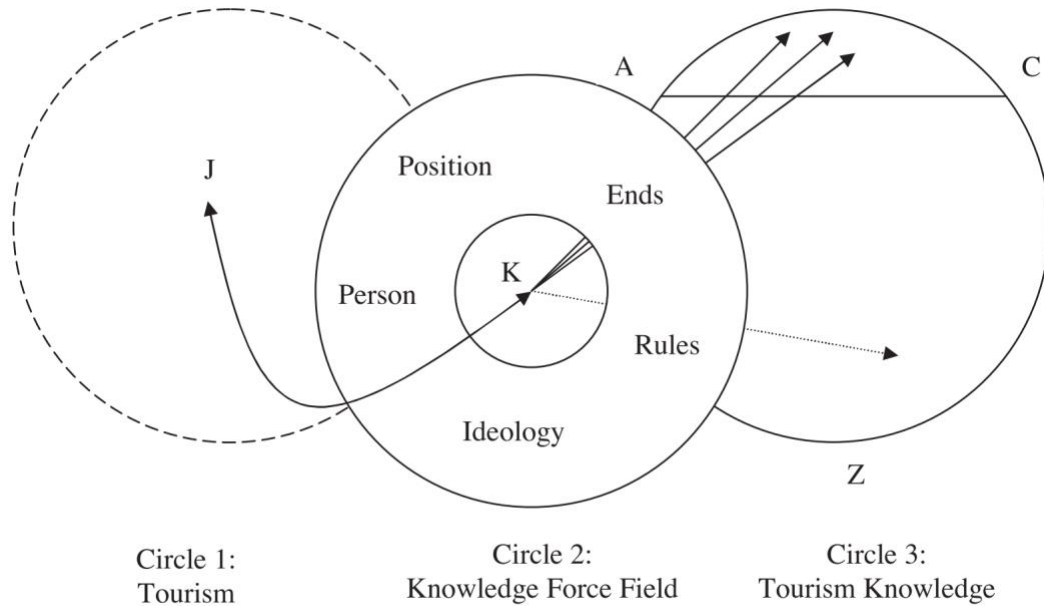 A
C
J
Position
Ends
K
Person
Rules
Ideology
Z
Circle 1:
Tourism
Circle 2:
Knowledge Force Field
Circle 3:
Tourism Knowledge